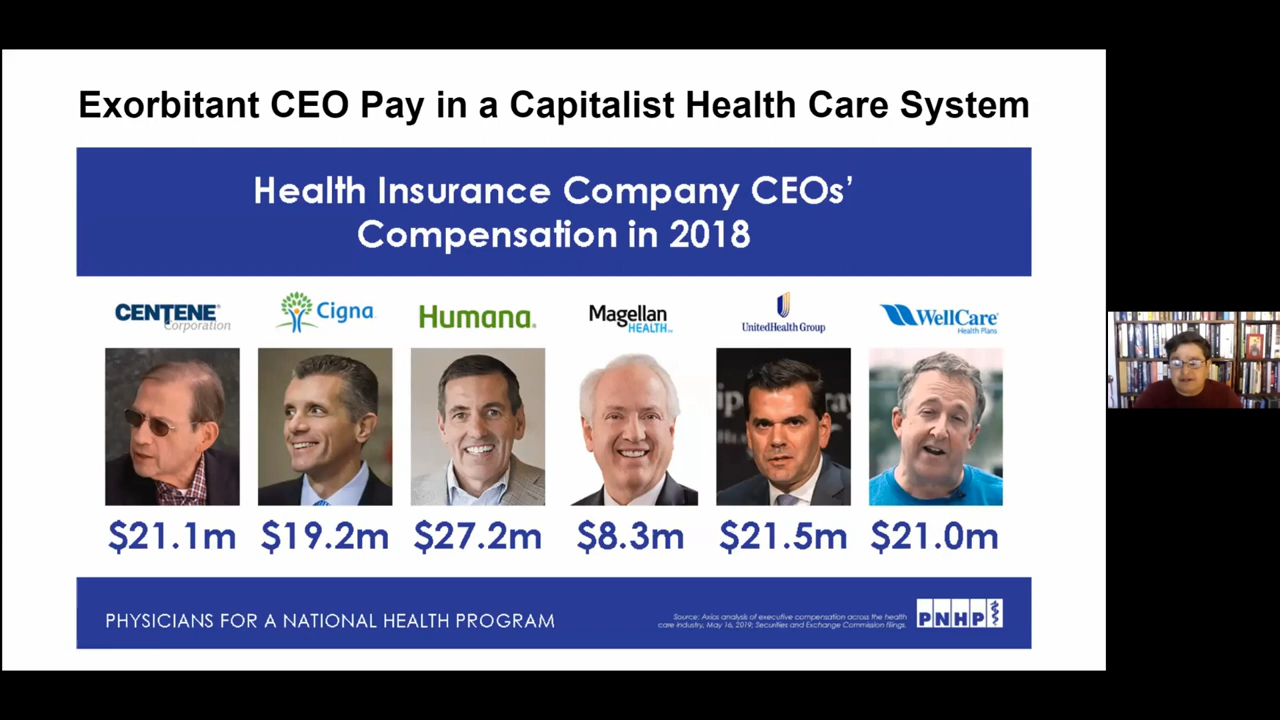 Exorbitant CEO Pay in a Capitalist Health Care System
Health Insurance Company CEOs'
Compensation in 2018
CENTENE
Corporation
Cigna
Humana
Magellan
HEALTH
UnitedHealth Group
WellCare
Health Plans
$21.1m $19.2m $27.2m $8.3m $21.5m $21.0m
PHYSICIANS FOR A NATIONAL HEALTH PROGRAM
Source: Axios analysis of executive compensation across the health
care industry, May 16, 2019; Securities and Exchange Commission filings.
PNHP